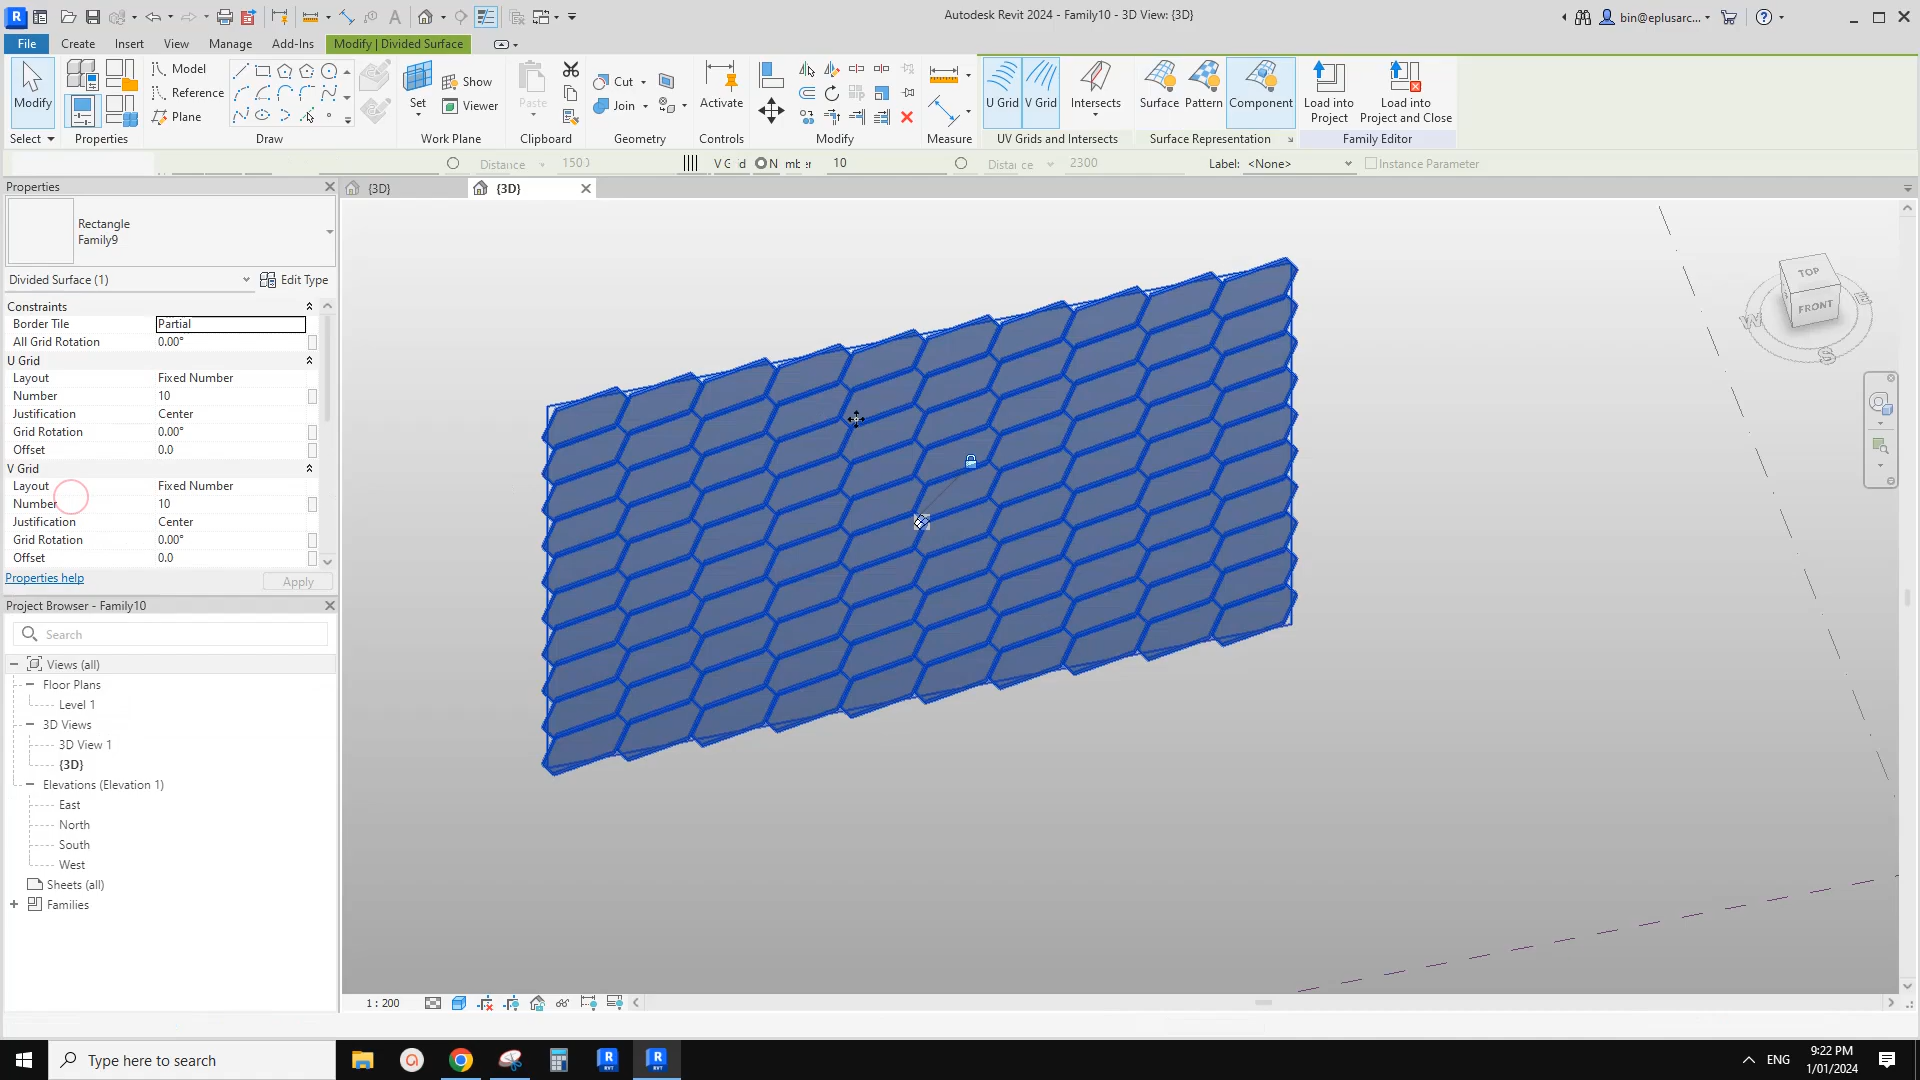 Autodesk Revit 2024 - Family10 - 3D View: {3D}
bin@eplusarc...
File
Create
Insert
View
Manage
Add-Ins
Modify | Divided Surface
Modify
Model
Reference
Plane
Set
Show
Viewer
Paste
Cut
Join
Activate
U Grid
V Grid
Intersects
Surface
Pattern
Component
Load into
Project
Load into
Project and Close
Select
Properties
Draw
Work Plane
Clipboard
Geometry
Controls
Modify
Measure
UV Grids and Intersects
Surface Representation
Family Editor
Distance
1500
10
2300
Label: <None>
Instance Parameter
Properties
{3D}
{3D}
Rectangle
Family9
Divided Surface (1)
Edit Type
Constraints
Border Tile
Partial
All Grid Rotation
0.00°
U Grid
Layout
Fixed Number
Number
10
Justification
Center
Grid Rotation
0.00°
Offset
0.0
V Grid
Layout
Fixed Number
Number
10
Justification
Center
Grid Rotation
0.00°
Offset
0.0
Properties help
Apply
Project Browser - Family10
Search
Views (all)
Floor Plans
Level 1
3D Views
3D View 1
{3D}
Elevations (Elevation 1)
East
North
South
West
Sheets (all)
Families
TOP
FRONT
W
S
E
1 : 200
Type here to search
ENG
9:22 PM
1/01/2024